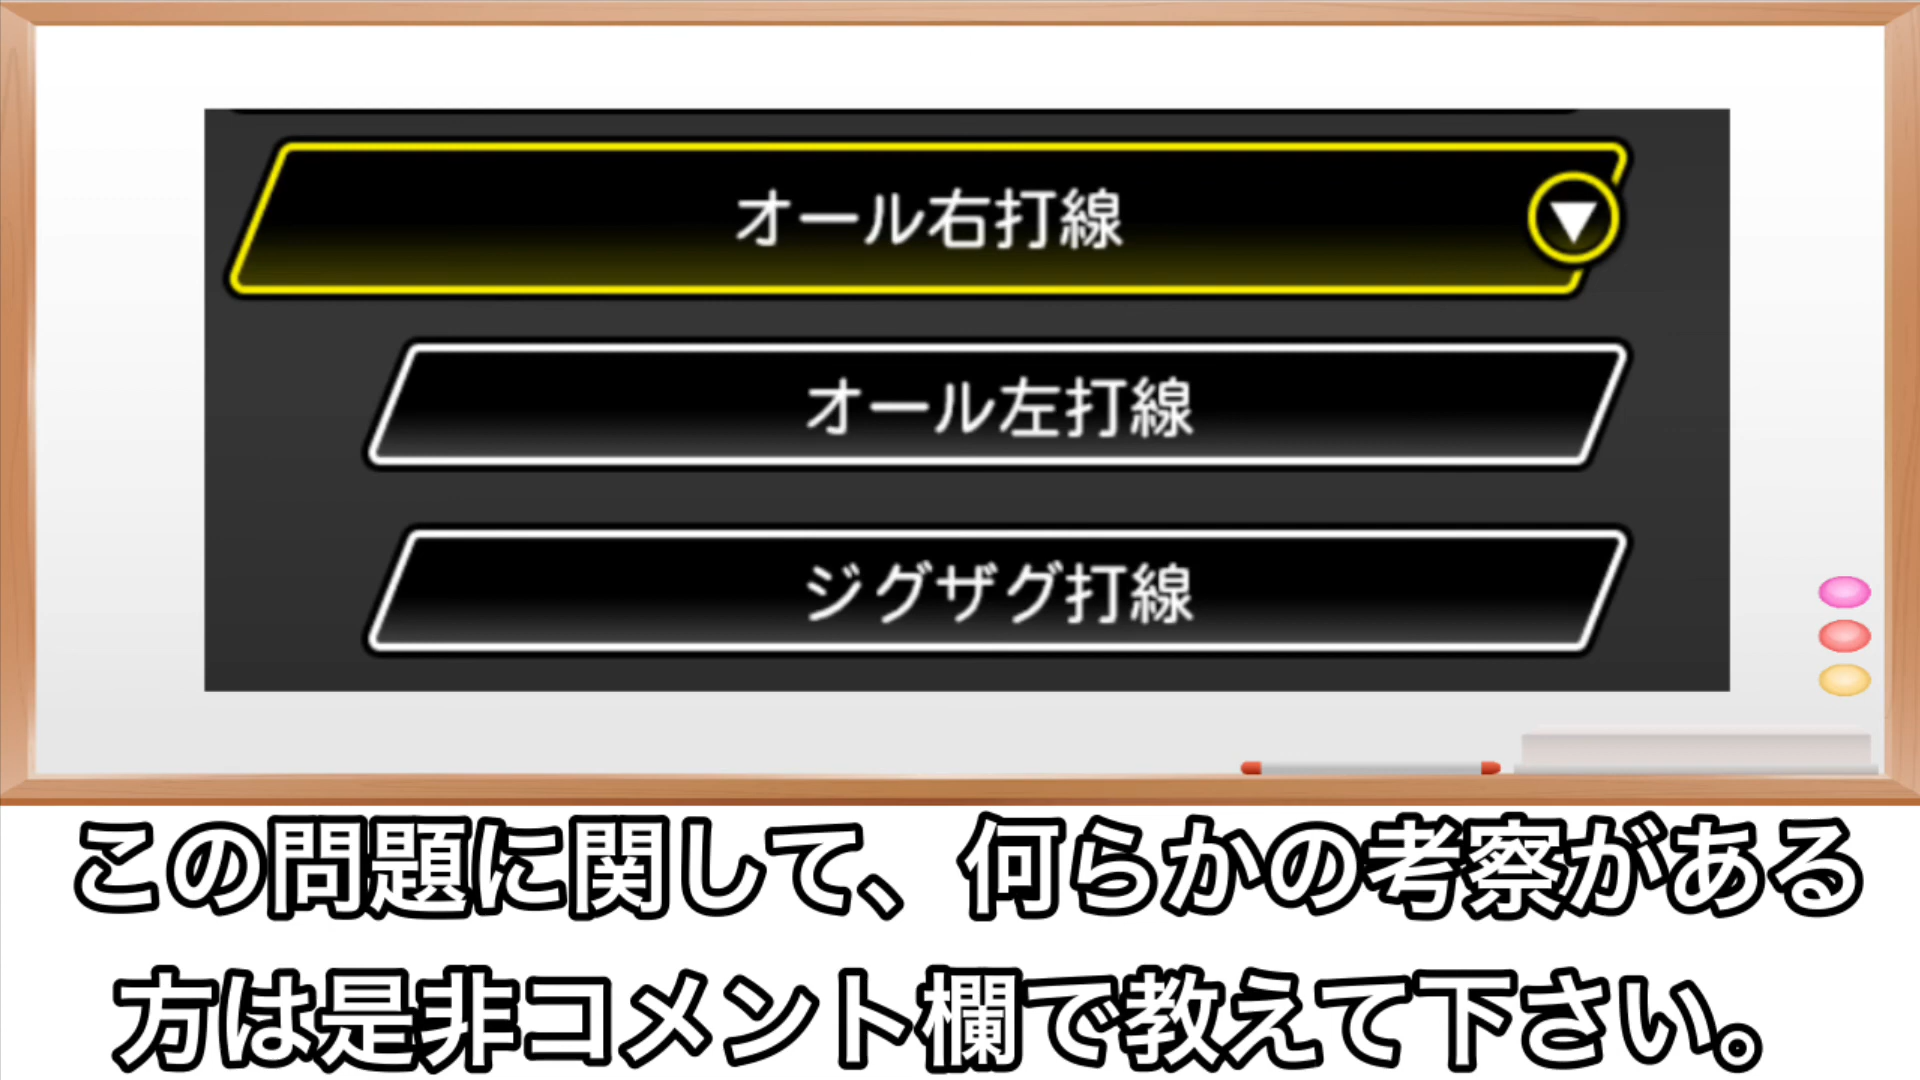 オール右打線
オール左打線
ジグザグ打線
この問題に関して、何らかの考察がある
方は是非コメント欄で教えて下さい。